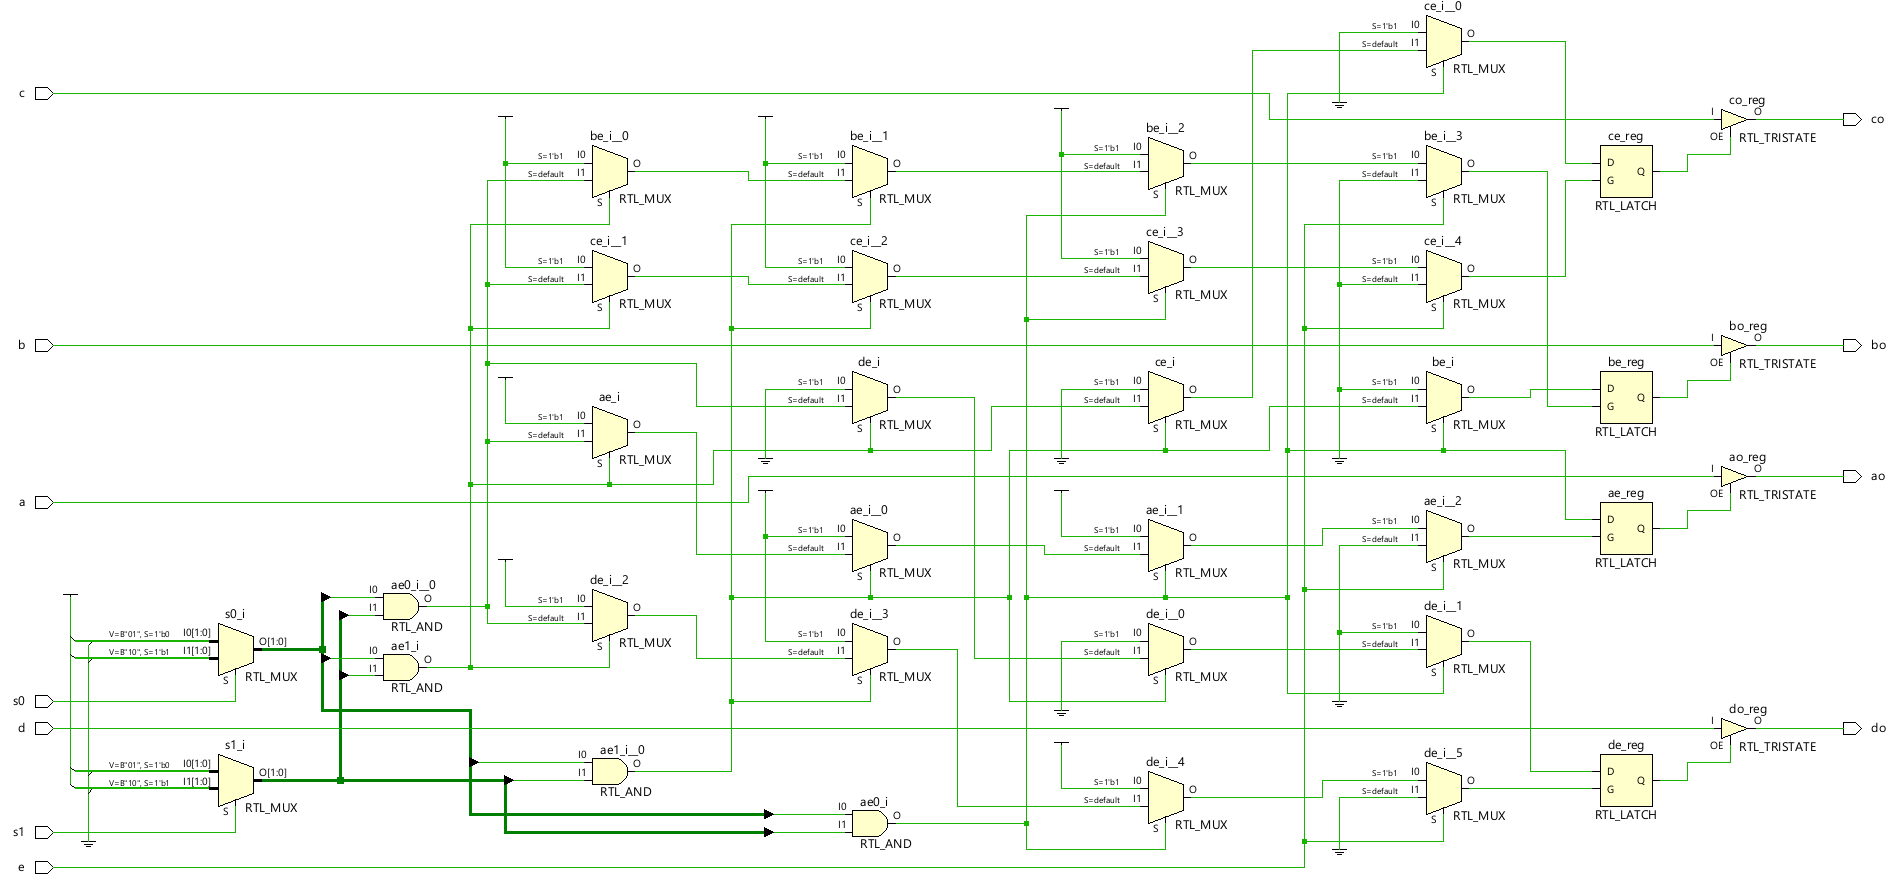 ce_i__0
S=1'b1 I0 O
S=default I1
S RTL_MUX
c
co_reg
I O co
OE RTL_TRISTATE
be_i__0 be_i__1 be_i__2 be_i__3 ce_reg
S=1'b1 I0 O S=1'b1 I0 O S=1'b1 I0 O S=1'b1 I0 O D
S=default I1 S=default I1 S=default I1 S=default I1 G Q
S RTL_MUX S RTL_MUX S RTL_MUX S RTL_MUX RTL_LATCH
ce_i__1 ce_i__2 ce_i__3 ce_i__4
S=1'b1 I0 O S=1'b1 I0 O S=1'b1 I0 O S=1'b1 I0 O
S=default I1 S=default I1 S=default I1 S=default I1
S RTL_MUX S RTL_MUX S RTL_MUX S RTL_MUX
bo_reg
b I O bo
OE RTL_TRISTATE
de_i ce_i be_i be_reg
S=1'b1 I0 O S=1'b1 I0 O S=1'b1 I0 O D
S=default I1 S=default I1 S=default I1 G Q
S RTL_MUX S RTL_MUX S RTL_MUX RTL_LATCH
ae_i
S=1'b1 I0 O
S=default I1
S RTL_MUX
ao_reg
a I O ao
OE RTL_TRISTATE
ae_i__0 ae_i__1 ae_i__2 ae_reg
S=1'b1 I0 O S=1'b1 I0 O S=1'b1 I0 O D
S=default I1 S=default I1 S=default I1 G Q
S RTL_MUX S RTL_MUX S RTL_MUX RTL_LATCH
ae0_i__0 de_i__2
I0 O S=1'b1 I0 O
I1 S=default I1
RTL_AND S RTL_MUX
s0_i de_i__3 de_i__0 de_i__1
V=B"01", S=1'b0 I0[1:0] O[1:0] S=1'b1 I0 O S=1'b1 I0 O S=1'b1 I0 O
V=B"10", S=1'b1 I1[1:0] S=default I1 S=default I1 S=default I1
S RTL_MUX S RTL_MUX S RTL_MUX S RTL_MUX
ae1_i
I0 O
I1
RTL_AND
s0
do_reg
d I O do
OE RTL_TRISTATE
s1_i ae1_i__0 de_i__4 de_i__5 de_reg
V=B"01", S=1'b0 I0[1:0] O[1:0] I0 O S=1'b1 I0 O S=1'b1 I0 O D
V=B"10", S=1'b1 I1[1:0] I1 S=default I1 S=default I1 G Q
S RTL_MUX RTL_AND S RTL_MUX S RTL_MUX RTL_LATCH
ae0_i
I0 O
I1
RTL_AND
s1
e